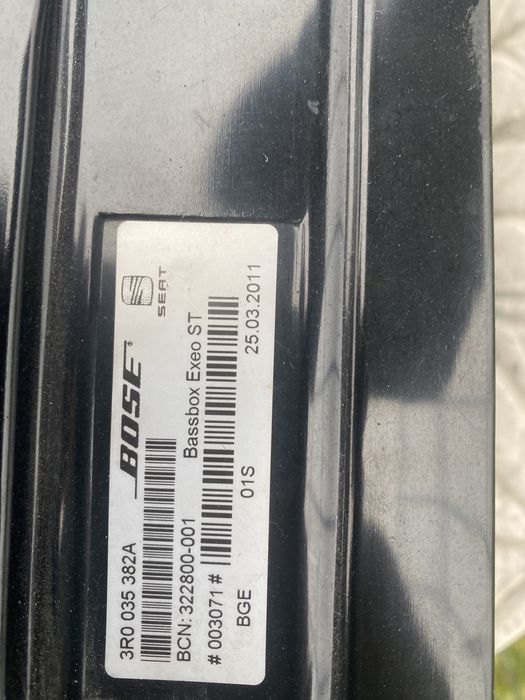 3R0 035 382A
BOSE®
SEAT
BCN: 322800-001
Bassbox Exeo ST
# 003071 #
BGE
01S
25.03.2011